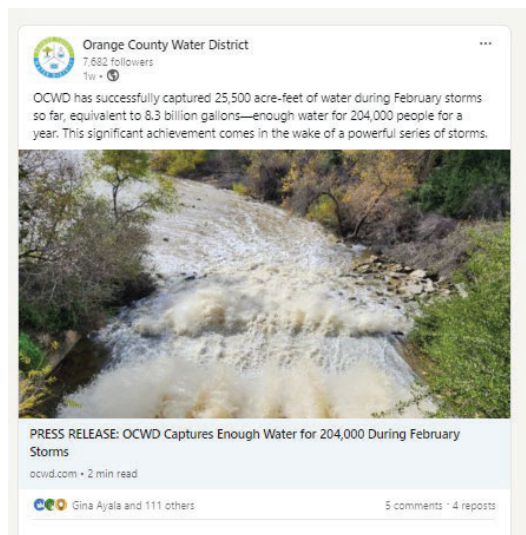 Orange County Water District
...
7,682 followers
1w •
OCWD has successfully captured 25,500 acre-feet of water during February storms
so far, equivalent to 8.3 billion gallons—enough water for 204,000 people for a
year. This significant achievement comes in the wake of a powerful series of storms.
PRESS RELEASE: OCWD Captures Enough Water for 204,000 During February
Storms
ocwd.com • 2 min read
Gina Ayala and 111 others
5 comments · 4 reposts